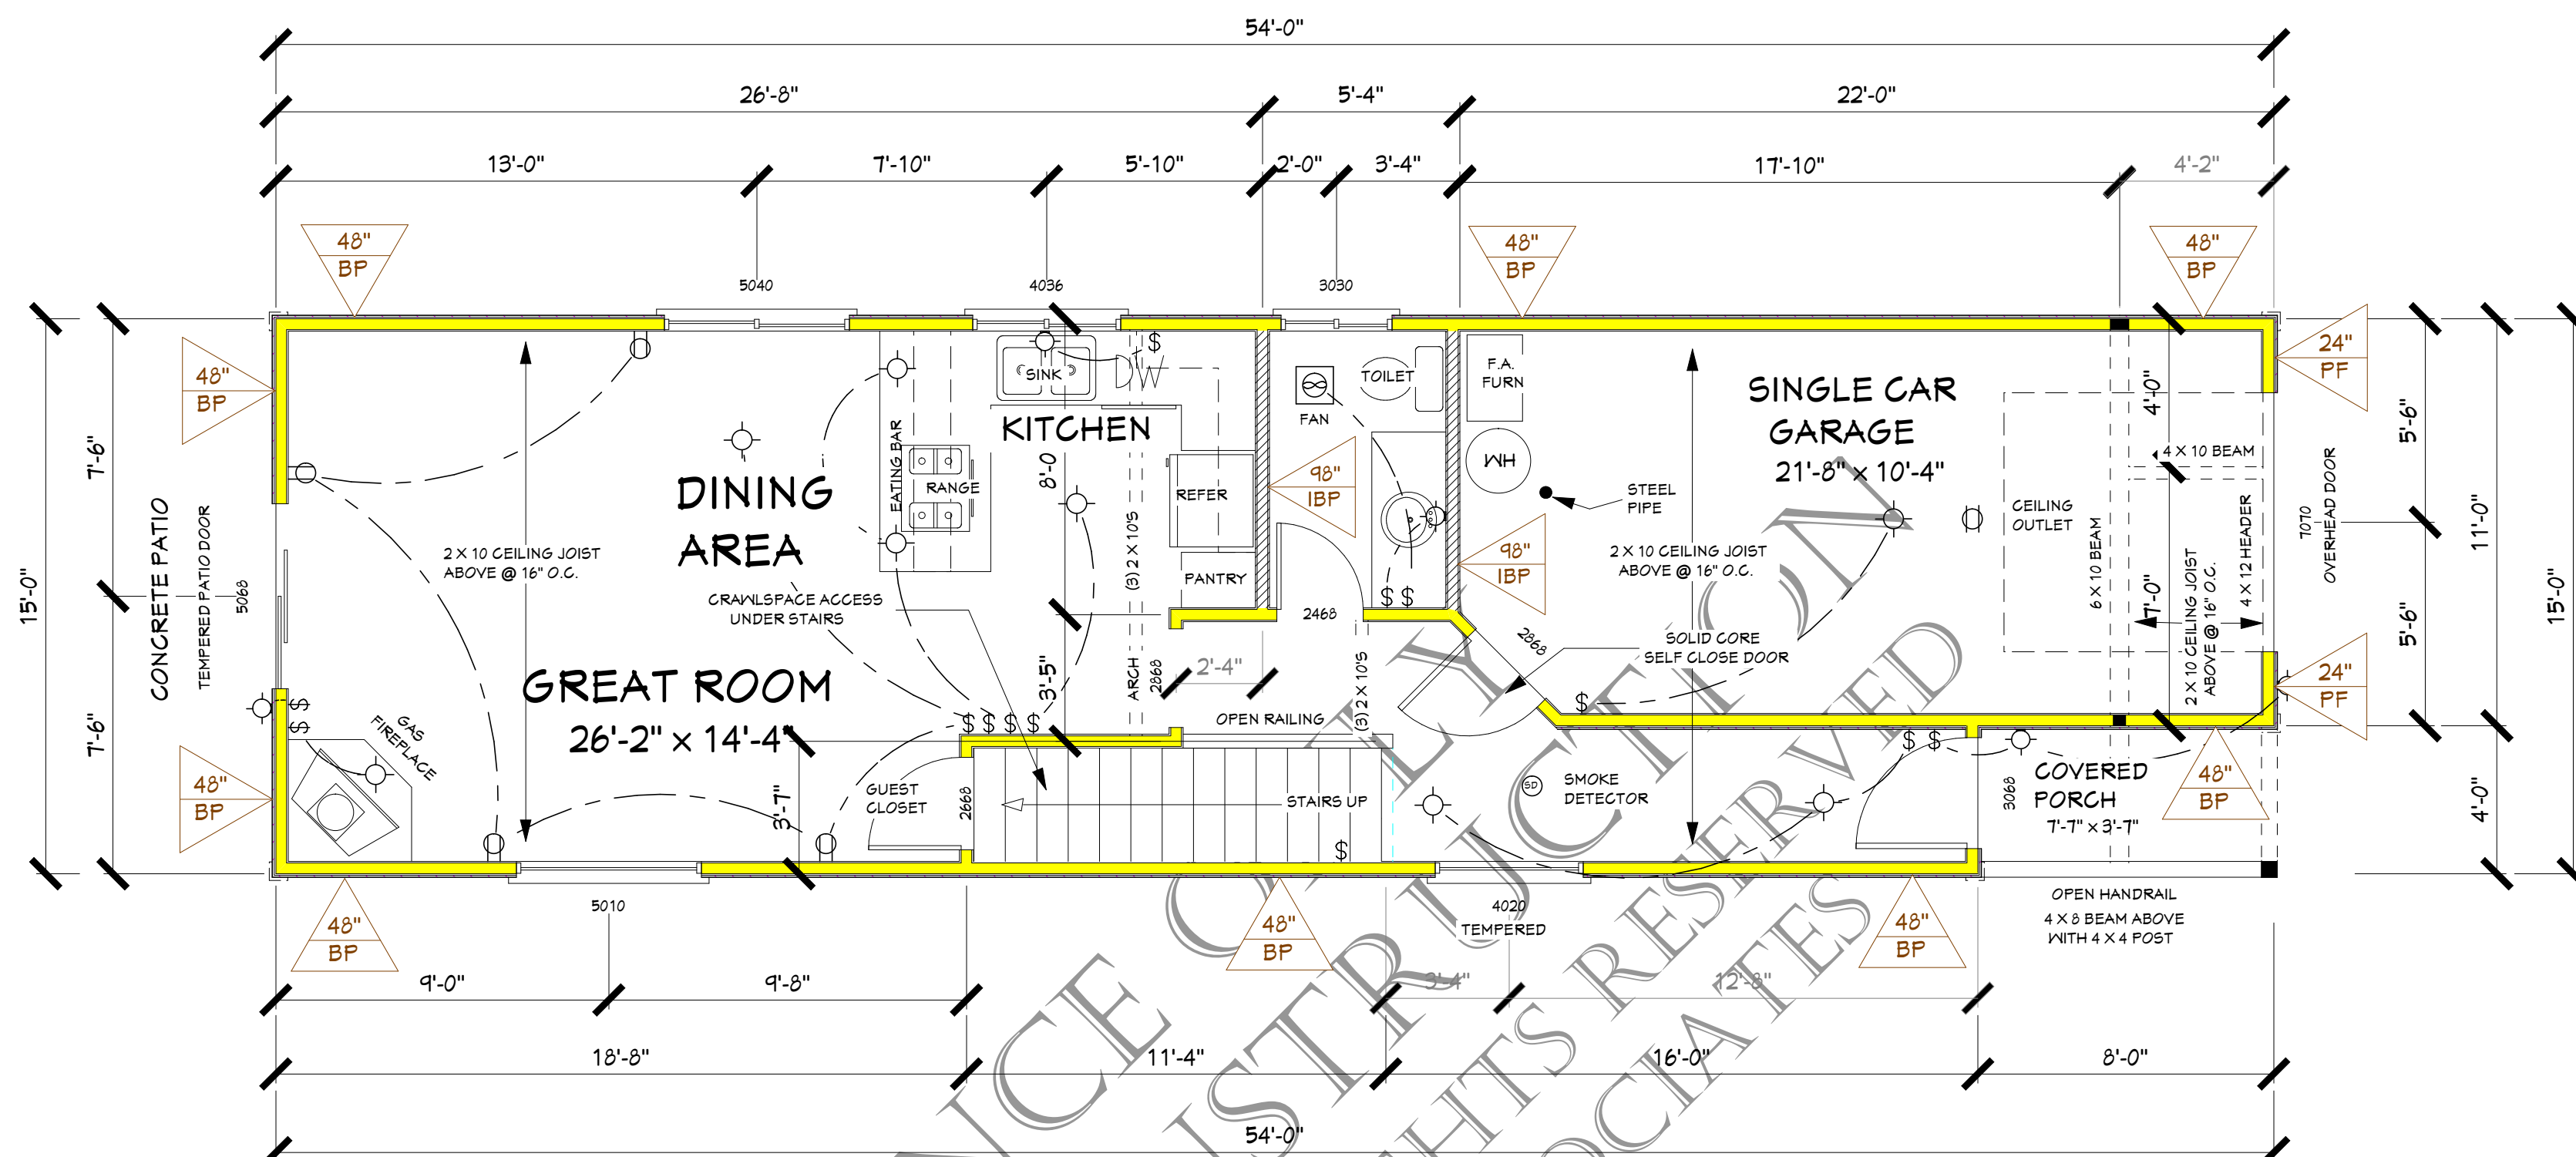 54'-0"
26'-8" 5'-4" 22'-0"
13'-0" 7'-10" 5'-10" 2'-0" 3'-4" 17'-10" 4'-2"
48"
BP
48"
BP
48"
BP
5040 4036 3030
15'-0"
7'-6"
7'-6"
48"
BP
48"
BP
CONCRETE PATIO
TEMPERED PATIO DOOR
5068
2 X 10 CEILING JOIST
ABOVE @ 16" O.C.
DINING
AREA
CRAWLSPACE ACCESS
UNDER STAIRS
GREAT ROOM
26'-2" x 14'-4"
$
$
GAS
FIREPLACE
3'-7"
GUEST
CLOSET
2668
EATING BAR
RANGE
SINK
$
DW
KITCHEN
8'-0
(3) 2 X 10'S
REFER
PANTRY
3'-5"
ARCH
2868
2'-4"
$ $ $ $
OPEN RAILING
(3) 2 X 10'S
STAIRS UP
$
FAN
TOILET
98"
IBP
$ $
2468
F.A.
FURN
WH
STEEL
PIPE
98"
IBP
2868
SOLID CORE
SELF CLOSE DOOR
$
2 X 10 CEILING JOIST
ABOVE @ 16" O.C.
SINGLE CAR
GARAGE
21'-8" x 10'-4"
CEILING
OUTLET
6 X 10 BEAM
4'-0"
4 X 10 BEAM
7'-0"
2 X 10 CEILING JOIST
ABOVE @ 16" O.C.
4 X 12 HEADER
7070
OVERHEAD DOOR
24"
PF
24"
PF
5'-6"
5'-6"
11'-0"
4'-0"
15'-0"
SD
SMOKE
DETECTOR
$ $
3068
COVERED
PORCH
7'-7" x 3'-7"
48"
BP
OPEN HANDRAIL
4 X 8 BEAM ABOVE
WITH 4 X 4 POST
5010
4020
TEMPERED
48"
BP
48"
BP
48"
BP
9'-0" 9'-8" 3'-4" 12'-8"
18'-8" 11'-4" 16'-0" 8'-0"
54'-0"